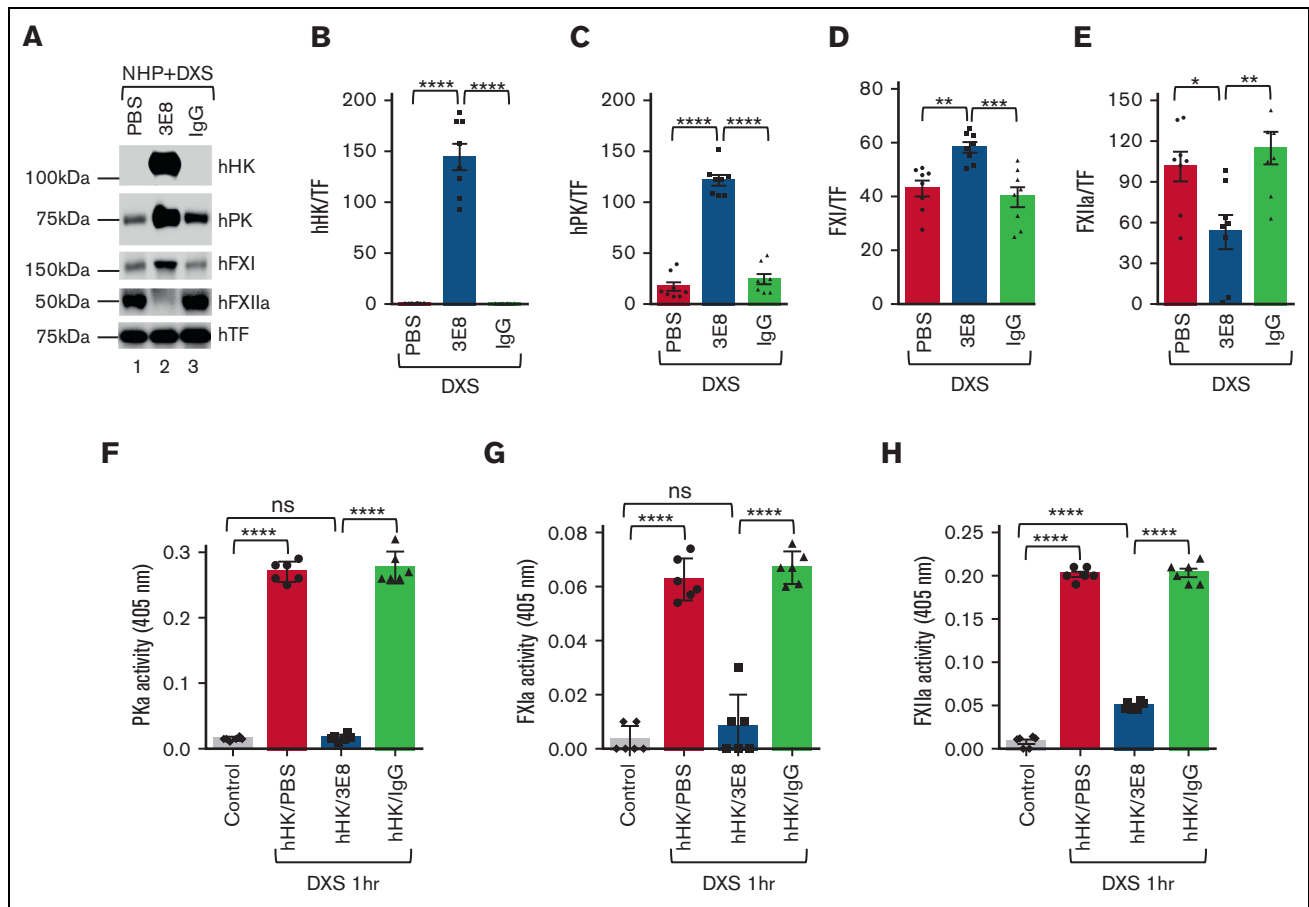 A
NHP+DXS
PBS
3E8
IgG
hHK
100kDa
75kDa
hPK
150kDa
hFXI
50kDa
hFXIIa
75kDa
hTF
1 2 3
B
hHK/TF
200
150
100
50
0
****
****
PBS
3E8
IgG
DXS
C
hPK/TF
200
150
100
50
0
****
****
PBS
3E8
IgG
DXS
D
FXI/TF
80
60
40
20
0
**
***
PBS
3E8
IgG
DXS
E
FXIIa/TF
150
120
90
60
30
0
*
**
PBS
3E8
IgG
DXS
F
PKa activity (405 nm)
0.3
0.2
0.1
0.0
ns
****
****
Control
hHK/PBS
hHK/3E8
hHK/IgG
DXS 1hr
G
FXIa activity (405 nm)
0.08
0.06
0.04
0.02
0.00
ns
****
****
Control
hHK/PBS
hHK/3E8
hHK/IgG
DXS 1hr
H
FXIIa activity (405 nm)
0.25
0.20
0.15
0.10
0.05
0.00
****
****
****
Control
hHK/PBS
hHK/3E8
hHK/IgG
DXS 1hr